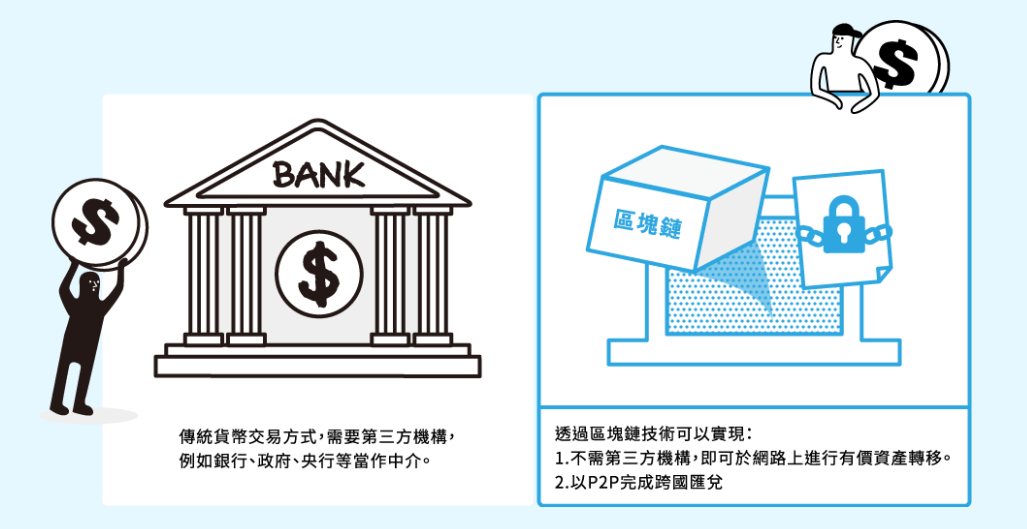 BANK
傳統貨幣交易方式，需要第三方機構，
例如銀行、政府、央行等當作中介。
區塊鏈
透過區塊鏈技術可以實現：
1.不需第三方機構，即可於網路上進行有價資產轉移。
2.以P2P完成跨國匯兌